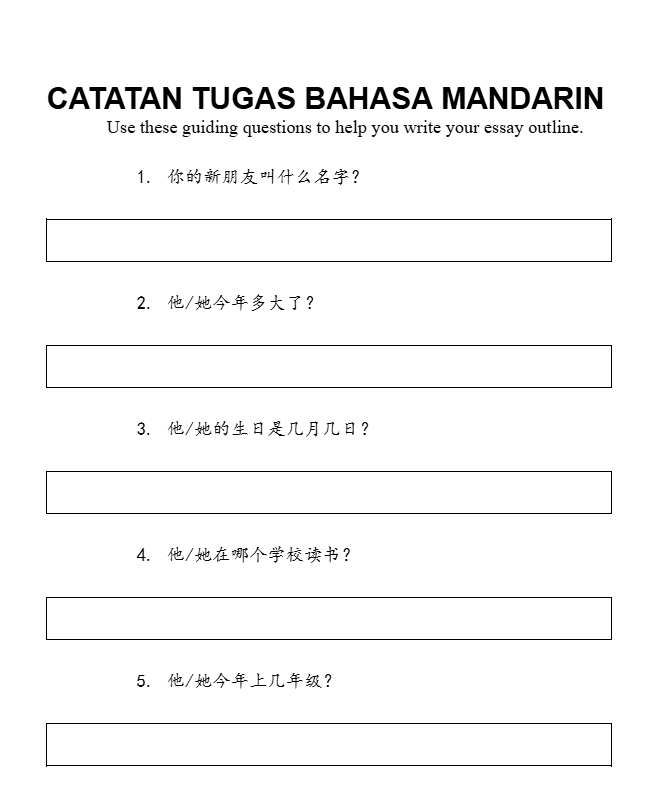 CATATAN TUGAS BAHASA MANDARIN
Use these guiding questions to help you write your essay outline.
1. 你的新朋友叫什么名字？
2. 他/她今年多大了？
3. 他/她的生日是几月几日？
4. 他/她在哪个学校读书？
5. 他/她今年上几年级？